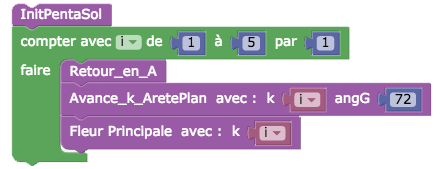 InitPentaSol
compter avec i de 1 à 5 par 1
faire Retour_en_A
Avance_k_AretePlan avec : k i angG 72
Fleur Principale avec : k i